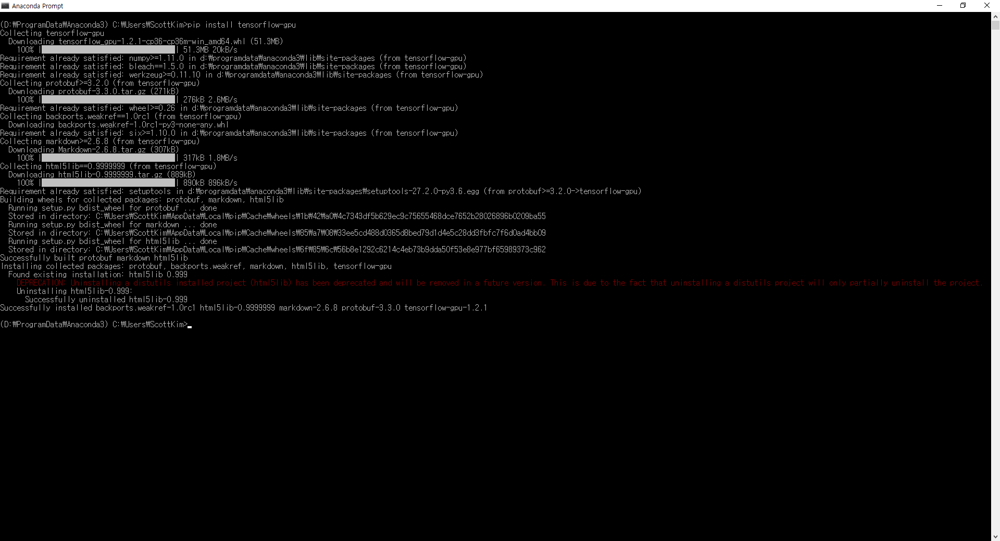 Anaconda Prompt
(D:₩ProgramData₩Anaconda3) C:₩Users₩ScottKim>pip install tensorflow-gpu
Collecting tensorflow-gpu
  Downloading tensorflow_gpu-1.2.1-cp36-cp36m-win_amd64.whl (51.3MB)
    100% |████████████████████████████████| 51.3MB 20kB/s
Requirement already satisfied: numpy>=1.11.0 in d:₩programdata₩anaconda3₩lib₩site-packages (from tensorflow-gpu)
Requirement already satisfied: bleach==1.5.0 in d:₩programdata₩anaconda3₩lib₩site-packages (from tensorflow-gpu)
Requirement already satisfied: werkzeug>=0.11.10 in d:₩programdata₩anaconda3₩lib₩site-packages (from tensorflow-gpu)
Collecting protobuf>=3.2.0 (from tensorflow-gpu)
  Downloading protobuf-3.3.0.tar.gz (271kB)
    100% |████████████████████████████████| 276kB 2.6MB/s
Requirement already satisfied: wheel>=0.26 in d:₩programdata₩anaconda3₩lib₩site-packages (from tensorflow-gpu)
Collecting backports.weakref==1.0rc1 (from tensorflow-gpu)
  Downloading backports.weakref-1.0rc1-py3-none-any.whl
Requirement already satisfied: six>=1.10.0 in d:₩programdata₩anaconda3₩lib₩site-packages (from tensorflow-gpu)
Collecting markdown>=2.6.8 (from tensorflow-gpu)
  Downloading Markdown-2.6.8.tar.gz (307kB)
    100% |████████████████████████████████| 317kB 1.8MB/s
Collecting html5lib==0.9999999 (from tensorflow-gpu)
  Downloading html5lib-0.9999999.tar.gz (889kB)
    100% |████████████████████████████████| 890kB 896kB/s
Requirement already satisfied: setuptools in d:₩programdata₩anaconda3₩lib₩site-packages₩setuptools-27.2.0-py3.6.egg (from protobuf>=3.2.0->tensorflow-gpu)
Building wheels for collected packages: protobuf, markdown, html5lib
  Running setup.py bdist_wheel for protobuf ... done
  Stored in directory: C:₩Users₩ScottKim₩AppData₩Local₩pip₩Cache₩wheels₩1b₩42₩a0₩4c7343df5b629ec9c75655468dce7652b28026896b0209ba55
  Running setup.py bdist_wheel for markdown ... done
  Stored in directory: C:₩Users₩ScottKim₩AppData₩Local₩pip₩Cache₩wheels₩85₩a7₩08₩33ee5cd488d0365d8bed79d1d4e5c28dd3fbfc7f6d0ad4bb09
  Running setup.py bdist_wheel for html5lib ... done
  Stored in directory: C:₩Users₩ScottKim₩AppData₩Local₩pip₩Cache₩wheels₩6f₩85₩6c₩56b8e1292c6214c4eb73b9dda50f53e8e977bf65989373c962
Successfully built protobuf markdown html5lib
Installing collected packages: protobuf, backports.weakref, markdown, html5lib, tensorflow-gpu
  Found existing installation: html5lib 0.999
    DEPRECATION: Uninstalling a distutils installed project (html5lib) has been deprecated and will be removed in a future version. This is due to the fact that uninstalling a distutils project will only partially uninstall the project.
    Uninstalling html5lib-0.999:
      Successfully uninstalled html5lib-0.999
Successfully installed backports.weakref-1.0rc1 html5lib-0.9999999 markdown-2.6.8 protobuf-3.3.0 tensorflow-gpu-1.2.1
(D:₩ProgramData₩Anaconda3) C:₩Users₩ScottKim>